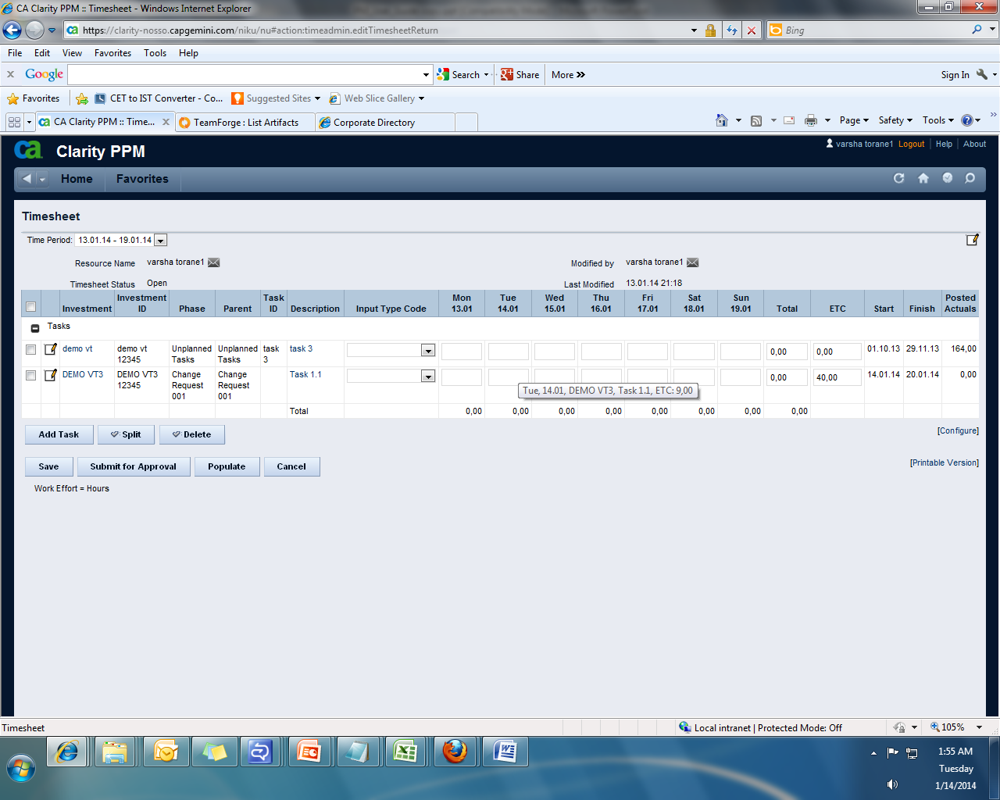 CA Clarity PPM :: Timesheet - Windows Internet Explorer
https://clarity-nosso.capgemini.com/niku/nu#action:timeadmin.editTimesheetReturn
Bing
File Edit View Favorites Tools Help
x Google Search Share More Sign In
Favorites CET to IST Converter - Co... Suggested Sites Web Slice Gallery
CA Clarity PPM :: Time... TeamForge : List Artifacts Corporate Directory Page Safety Tools
ca Clarity PPM
varsha torane1 Logout Help About
Home Favorites
Timesheet
Time Period: 13.01.14 - 19.01.14
Resource Name varsha torane1 Modified by varsha torane1
Timesheet Status Open Last Modified 13.01.14 21:18
Investment Investment ID Phase Parent Task ID Description Input Type Code Mon 13.01 Tue 14.01 Wed 15.01 Thu 16.01 Fri 17.01 Sat 18.01 Sun 19.01 Total ETC Start Finish Posted Actuals
Tasks
demo vt demo vt 12345 Unplanned Tasks Unplanned Tasks task 3 task 3 0,00 0,00 01.10.13 29.11.13 164,00
DEMO VT3 DEMO VT3 12345 Change Request 001 Change Request 001 Task 1.1 0,00 40,00 14.01.14 20.01.14 0,00
Tue, 14.01, DEMO VT3, Task 1.1, ETC: 9,00
Total 0,00 0,00 0,00 0,00 0,00 0,00 0,00 0,00
Add Task Split Delete [Configure]
Save Submit for Approval Populate Cancel [Printable Version]
Work Effort = Hours
Timesheet Local intranet | Protected Mode: Off 105%
1:55 AM
Tuesday
1/14/2014